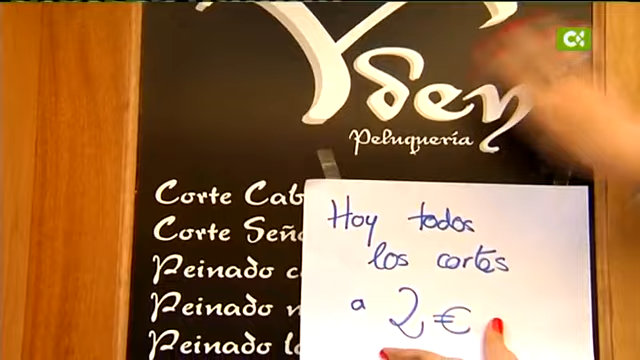 Yden
Peluquería
Corte Cab
Corte Seño
Peinado c
Peinado
Peinado
Hoy todos
los cortes
a 2 €